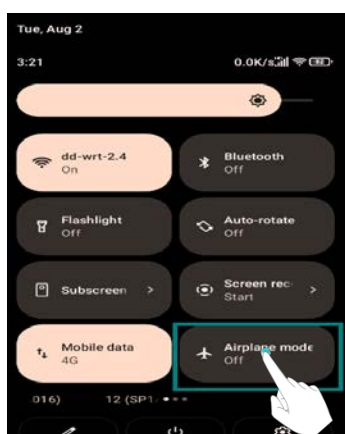 Tue, Aug 2
3:21
0.0K/s
dd-wrt-2.4
On
Bluetooth
Off
Flashlight
Off
Auto-rotate
Off
Subscreen
Screen rec
Start
Mobile data
4G
Airplane mode
Off
016)
12 (SP1